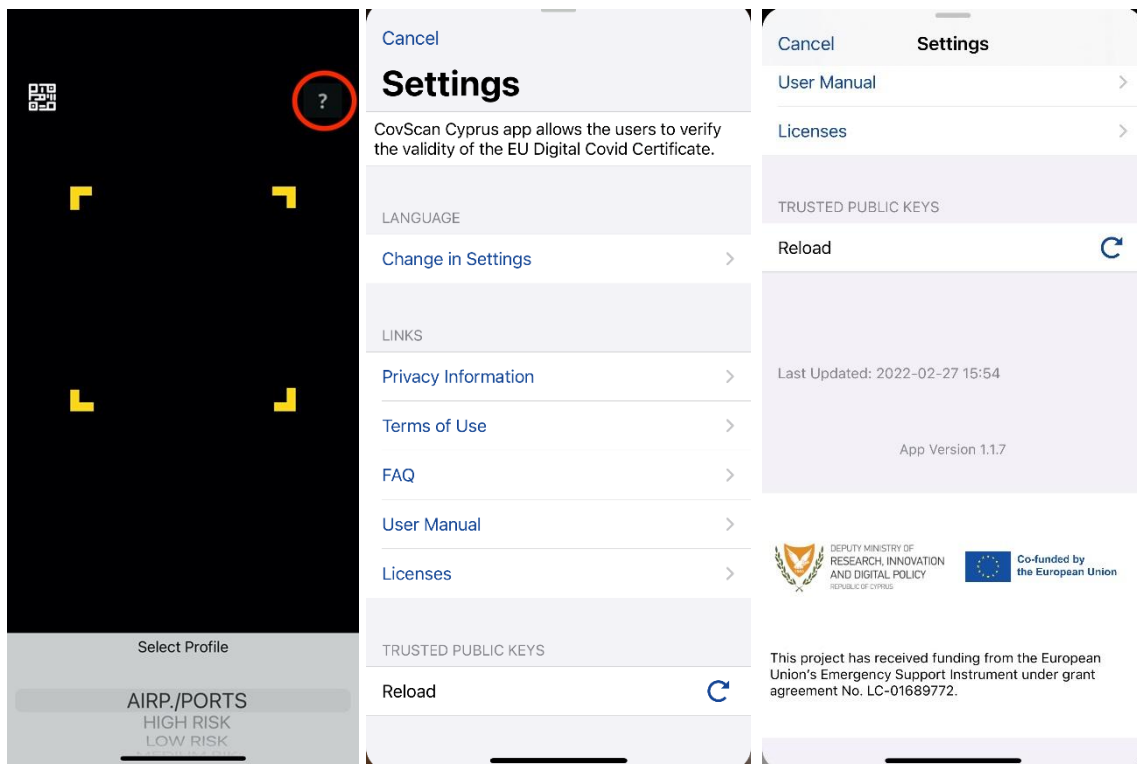 ?
Select Profile
AIRP./PORTS
HIGH RISK
LOW RISK
Cancel
Settings
CovScan Cyprus app allows the users to verify
the validity of the EU Digital Covid Certificate.
LANGUAGE
Change in Settings
LINKS
Privacy Information
Terms of Use
FAQ
User Manual
Licenses
TRUSTED PUBLIC KEYS
Reload
Cancel Settings
User Manual
Licenses
TRUSTED PUBLIC KEYS
Reload
Last Updated: 2022-02-27 15:54
App Version 1.1.7
DEPUTY MINISTRY OF
RESEARCH, INNOVATION
AND DIGITAL POLICY
REPUBLIC OF CYPRUS
Co-funded by
the European Union
This project has received funding from the European
Union's Emergency Support Instrument under grant
agreement No. LC-01689772.